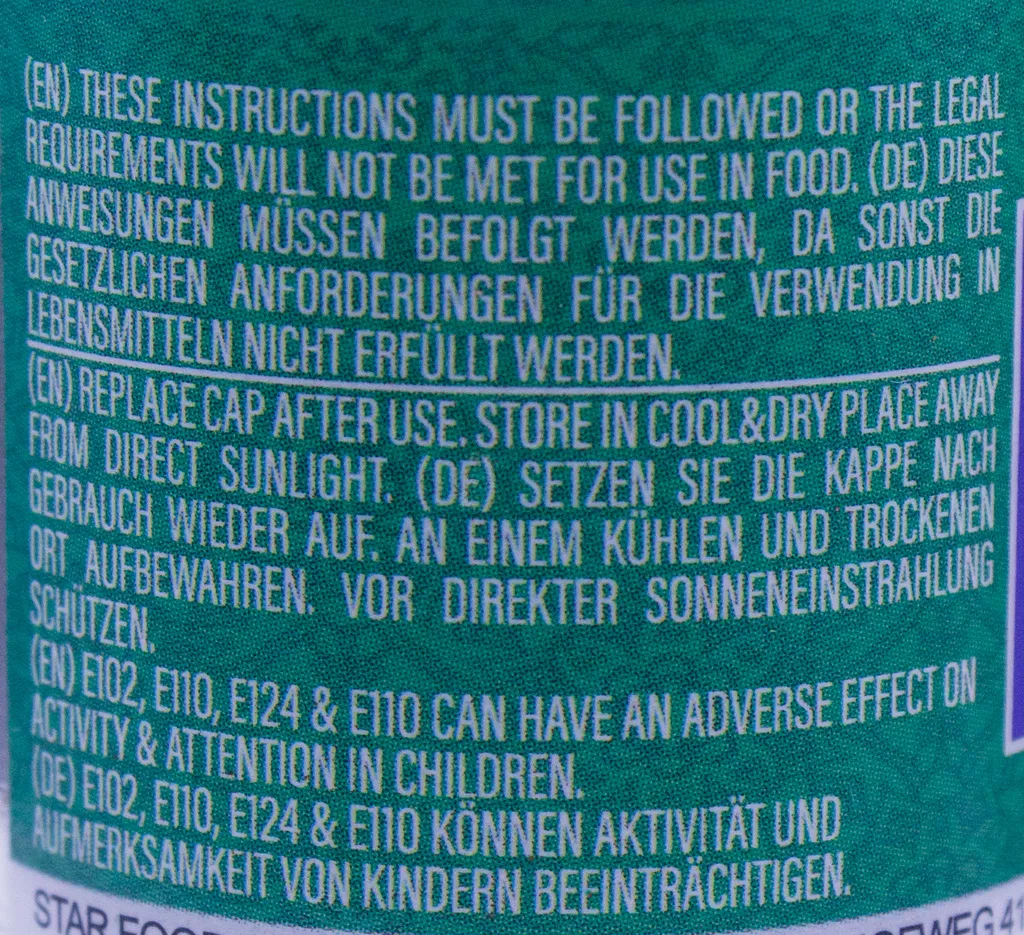 (EN) THESE INSTRUCTIONS MUST BE FOLLOWED OR THE LEGAL
REQUIREMENTS WILL NOT BE MET FOR USE IN FOOD. (DE) DIESE
ANWEISUNGEN MÜSSEN BEFOLGT WERDEN, DA SONST DIE
GESETZLICHEN ANFORDERUNGEN FÜR DIE VERWENDUNG IN
LEBENSMITTELN NICHT ERFÜLLT WERDEN.
(EN) REPLACE CAP AFTER USE. STORE IN COOL&DRY PLACE AWAY
FROM DIRECT SUNLIGHT. (DE) SETZEN SIE DIE KAPPE NACH
GEBRAUCH WIEDER AUF. AN EINEM KÜHLEN UND TROCKENEN
ORT AUFBEWAHREN. VOR DIREKTER SONNENEINSTRAHLUNG
SCHÜTZEN.
(EN) E102, E110, E124 & E110 CAN HAVE AN ADVERSE EFFECT ON
ACTIVITY & ATTENTION IN CHILDREN.
(DE) E102, E110, E124 & E110 KÖNNEN AKTIVITÄT UND
AUFMERKSAMKEIT VON KINDERN BEEINTRÄCHTIGEN.
STAR